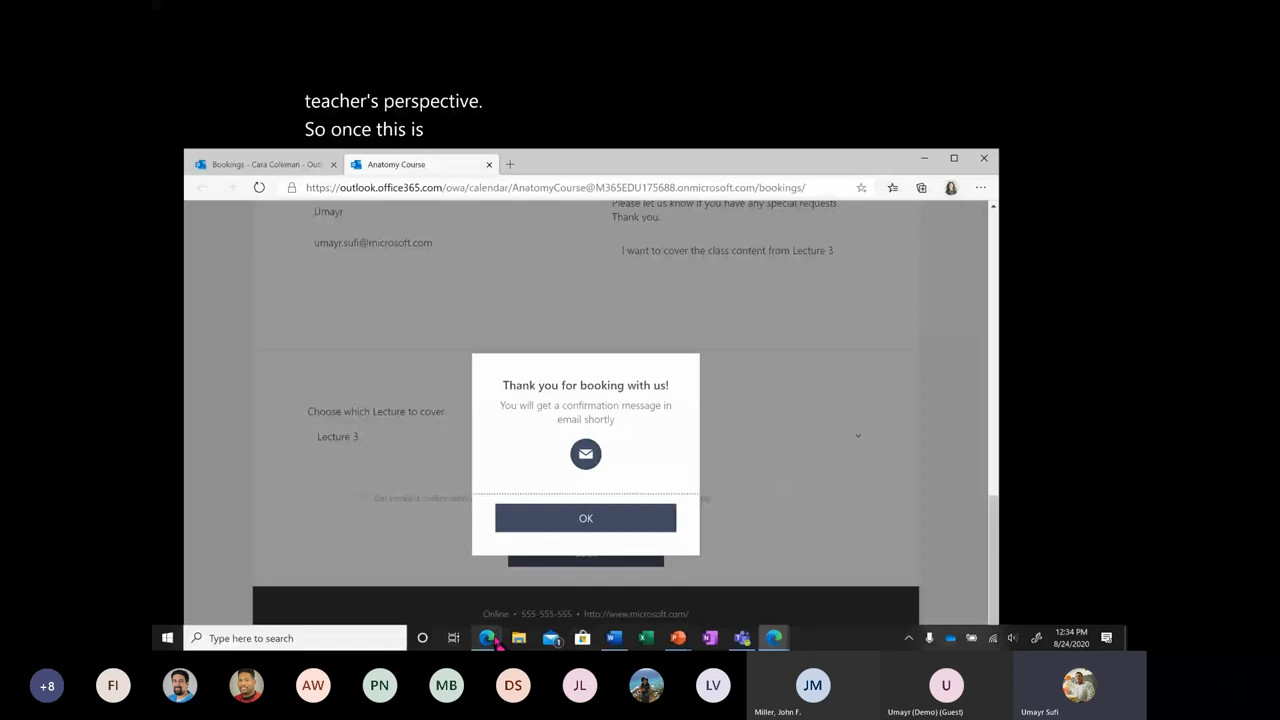 teacher's perspective.
So once this is
Bookings - Cara Coleman - Outl
Anatomy Course
https://outlook.office365.com/owa/calendar/AnatomyCourse@M365EDU175688.onmicrosoft.com/bookings/
Umayr
Please let us know if you have any special requests
Thank you.
umayr.sufi@microsoft.com
I want to cover the class content from Lecture 3
Thank you for booking with us!
You will get a confirmation message in
email shortly
Choose which Lecture to cover
Lecture 3
OK
Online • 555-555-555 • http://www.microsoft.com/
Type here to search
1
12:34 PM
8/24/2020
+8
FI
AW
PN
MB
DS
JL
LV
JM
U
Miller, John F.
Umayr (Demo) (Guest)
Umayr Sufi